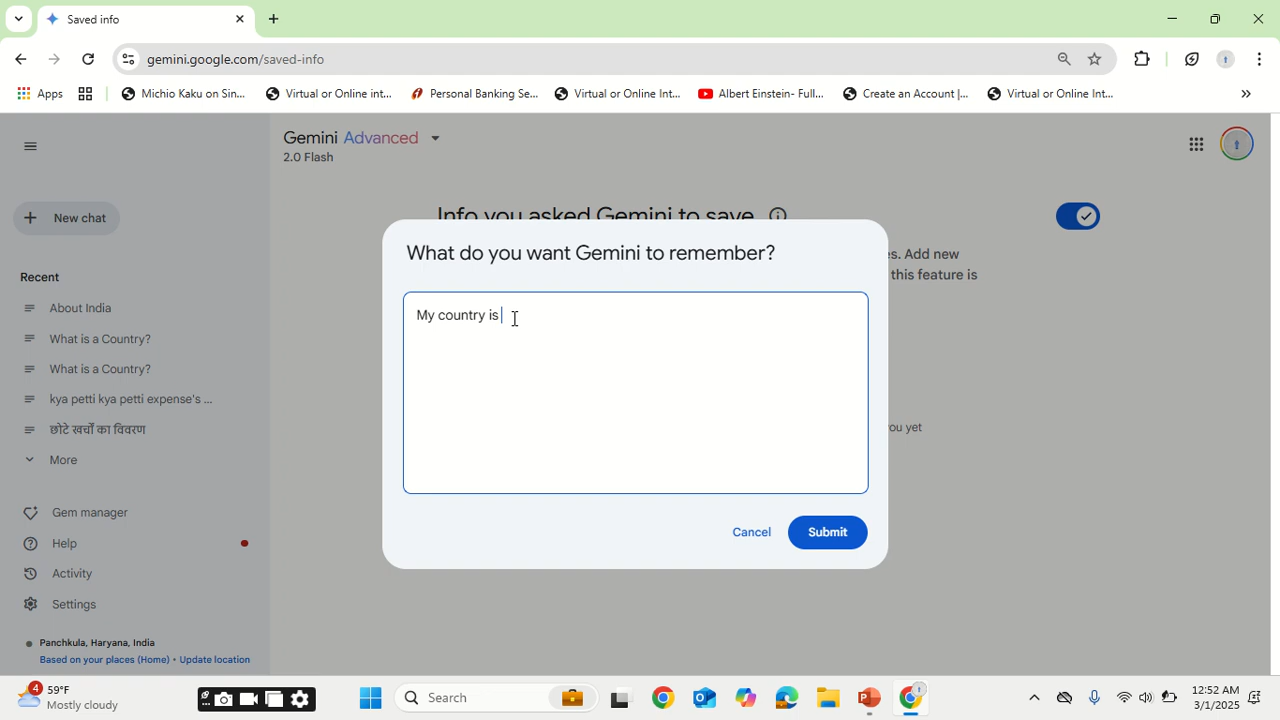 Saved info
gemini.google.com/saved-info
Apps
Michio Kaku on Sin...
Virtual or Online int...
Personal Banking Se...
Virtual or Online Int...
Albert Einstein- Full...
Create an Account |...
Virtual or Online Int...
Gemini Advanced
2.0 Flash
New chat
Info you asked Gemini to save
es. Add new
this feature is
What do you want Gemini to remember?
My country is
ou yet
Cancel
Submit
Recent
About India
What is a Country?
What is a Country?
kya petti kya petti expense's ...
छोटे खर्चों का विवरण
More
Gem manager
Help
Activity
Settings
Panchkula, Haryana, India
Based on your places (Home) • Update location
4
59°F
Mostly cloudy
Search
12:52 AM
3/1/2025